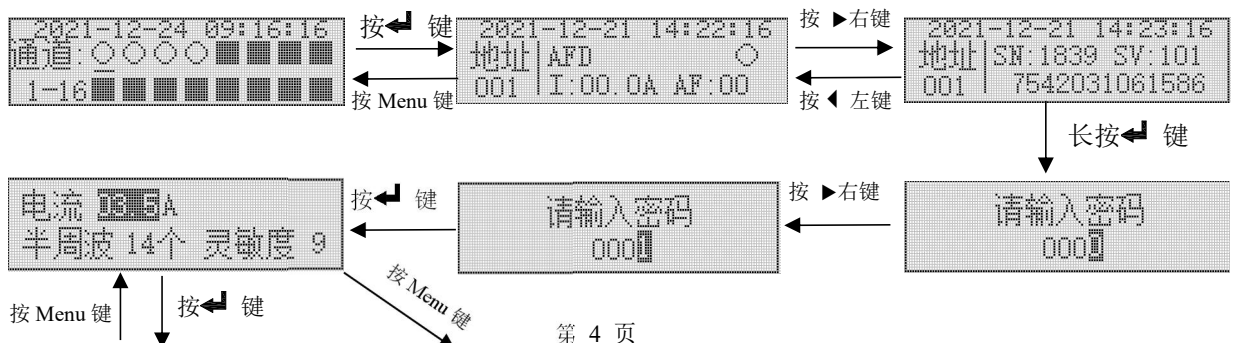 2021-12-24 09:16:16
通道:
1-16
按 键
按 Menu 键
2021-12-21 14:22:16
地址 AFD
001 I:00.0A AF:00
按 ▶右键
按 ◀ 左键
2021-12-21 14:23:16
地址 SN:1839 SV:101
001 7542031061586
长按 键
请输入密码
0000
按 ▶右键
请输入密码
0001
按 键
电流 03.5A
半周波 14个 灵敏度 9
按 Menu 键
按 键
按 Menu 键
第 4 页